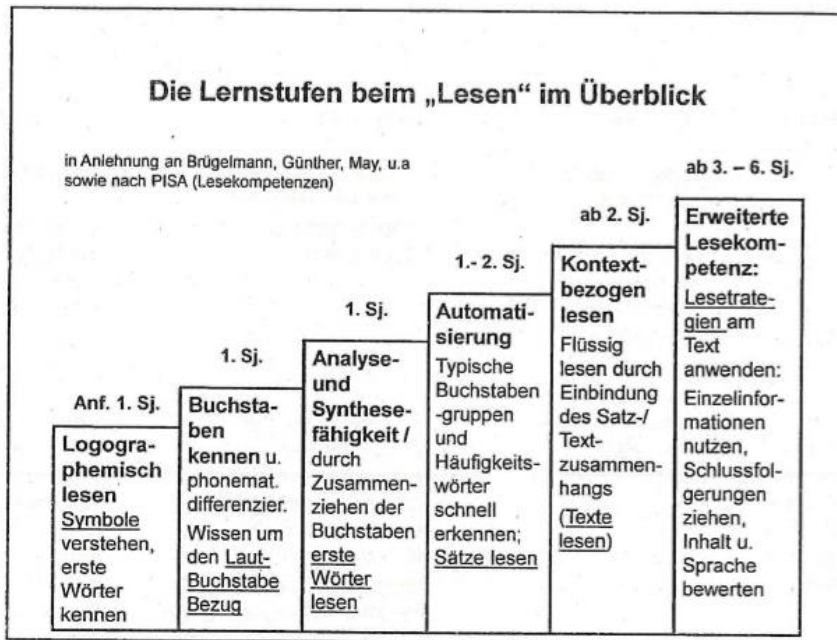 Die Lernstufen beim „Lesen“ im Überblick
in Anlehnung an Brügelmann, Günther, May, u.a
sowie nach PISA (Lesekompetenzen)
Anf. 1. Sj.
Logogra-
phemisch
lesen
Symbole
verstehen,
erste
Wörter
kennen
1. Sj.
Buchsta-
ben
kennen u.
phonemat.
differenzier.
Wissen um
den Laut-
Buchstabe
Bezug
1. Sj.
Analyse-
und
Synthese-
fähigkeit /
durch
Zusammen-
ziehen der
Buchstaben
erste
Wörter
lesen
1.- 2. Sj.
Automati-
sierung
Typische
Buchstaben
-gruppen
und
Häufigkeits-
wörter
schnell
erkennen;
Sätze lesen
ab 2. Sj.
Kontext-
bezogen
lesen
Flüssig
lesen durch
Einbindung
des Satz-/
Text-
zusammen-
hangs
(Texte
lesen)
ab 3. – 6. Sj.
Erweiterte
Lesekom-
petenz:
Lesetrate-
gien am
Text
anwenden:
Einzelinfor-
mationen
nutzen,
Schlussfol-
gerungen
ziehen,
Inhalt u.
Sprache
bewerten